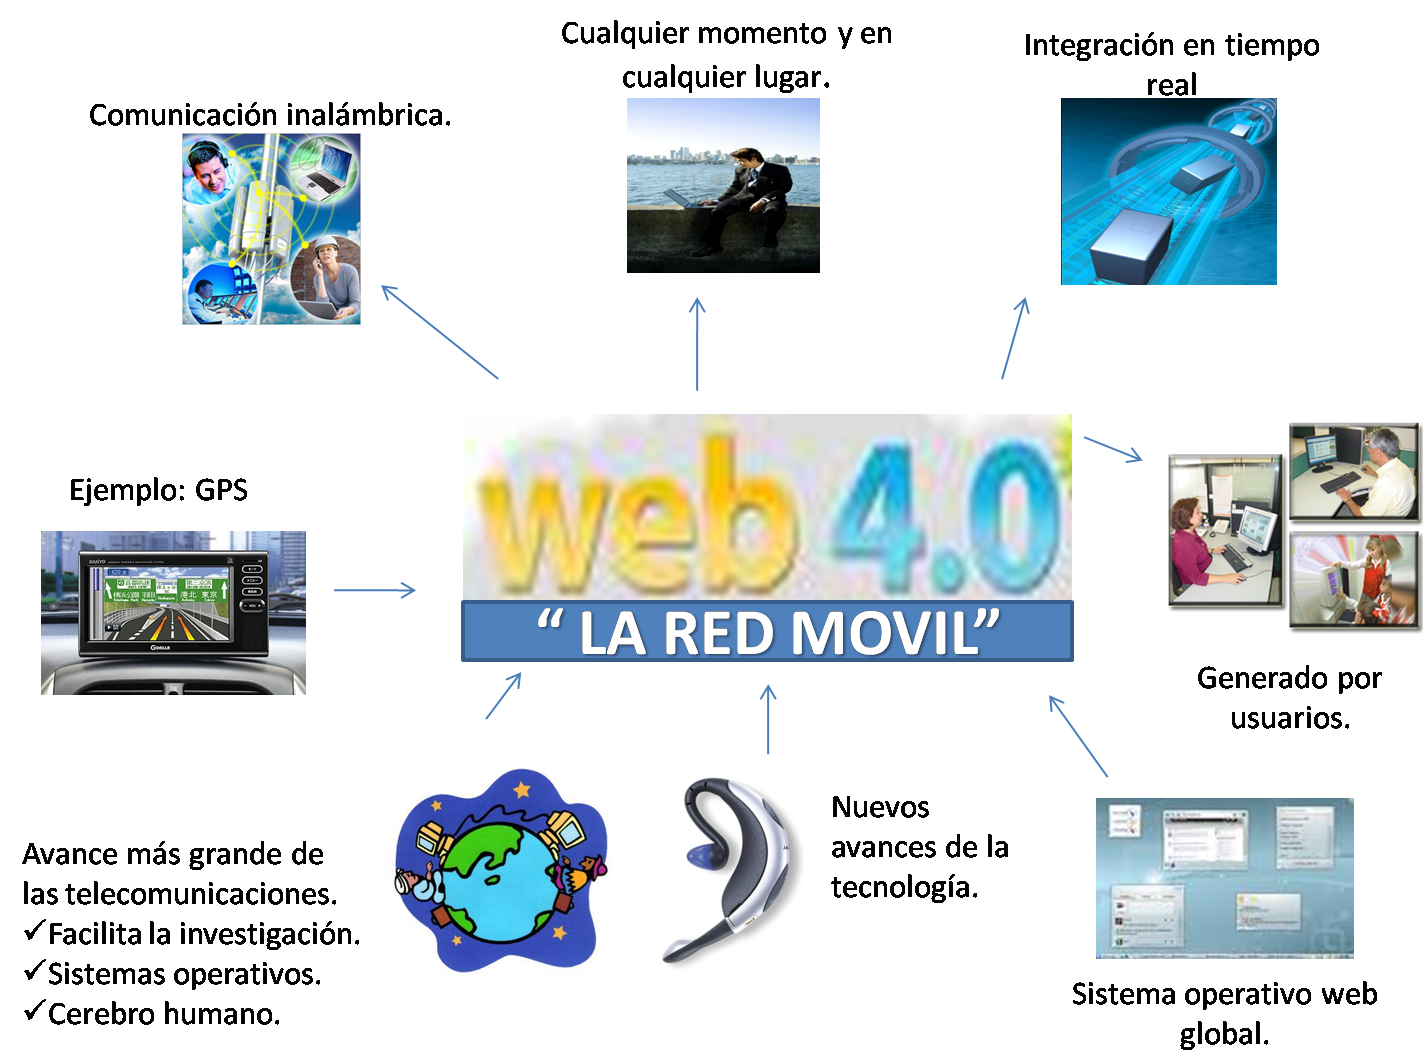 Cualquier momento y en
cualquier lugar.
Integración en tiempo
real
Comunicación inalámbrica.
web 4.0
“ LA RED MOVIL”
Ejemplo: GPS
SANYO
GORILLA
Generado por
usuarios.
Nuevos
avances de la
tecnología.
Avance más grande de
las telecomunicaciones.
✓Facilita la investigación.
✓Sistemas operativos.
✓Cerebro humano.
Sistema operativo web
global.